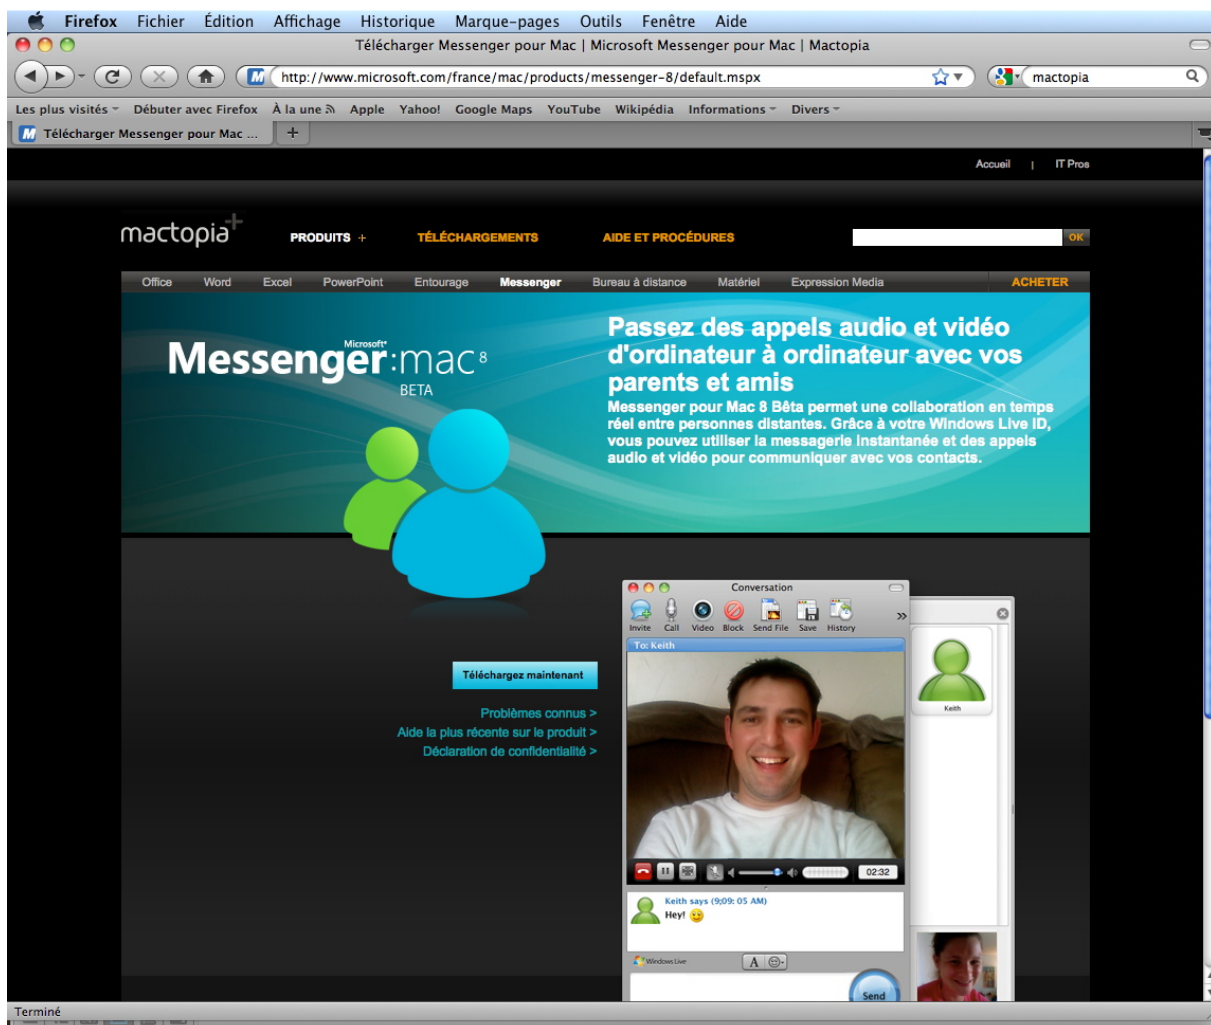 Firefox Fichier Édition Affichage Historique Marque-pages Outils Fenêtre Aide
Télécharger Messenger pour Mac | Microsoft Messenger pour Mac | Mactopia
http://www.microsoft.com/france/mac/products/messenger-8/default.mspx
mactopia
Les plus visités Débuter avec Firefox À la une Apple Yahoo! Google Maps YouTube Wikipédia Informations Divers
Télécharger Messenger pour Mac ... +
Accueil | IT Pros
mactopia+
PRODUITS + TÉLÉCHARGEMENTS AIDE ET PROCÉDURES OK
Office Word Excel PowerPoint Entourage Messenger Bureau à distance Matériel Expression Media ACHETER
Microsoft®
Messenger:mac 8
BETA
Passez des appels audio et vidéo
d'ordinateur à ordinateur avec vos
parents et amis
Messenger pour Mac 8 Bêta permet une collaboration en temps
réel entre personnes distantes. Grâce à votre Windows Live ID,
vous pouvez utiliser la messagerie instantanée et des appels
audio et vidéo pour communiquer avec vos contacts.
Téléchargez maintenant
Problèmes connus >
Aide la plus récente sur le produit >
Déclaration de confidentialité >
Conversation
Invite Call Video Block Send File Save History »
To: Keith
Keith
02:32
Keith says (9;09: 05 AM)
Hey!
Windows Live A
Send
Terminé